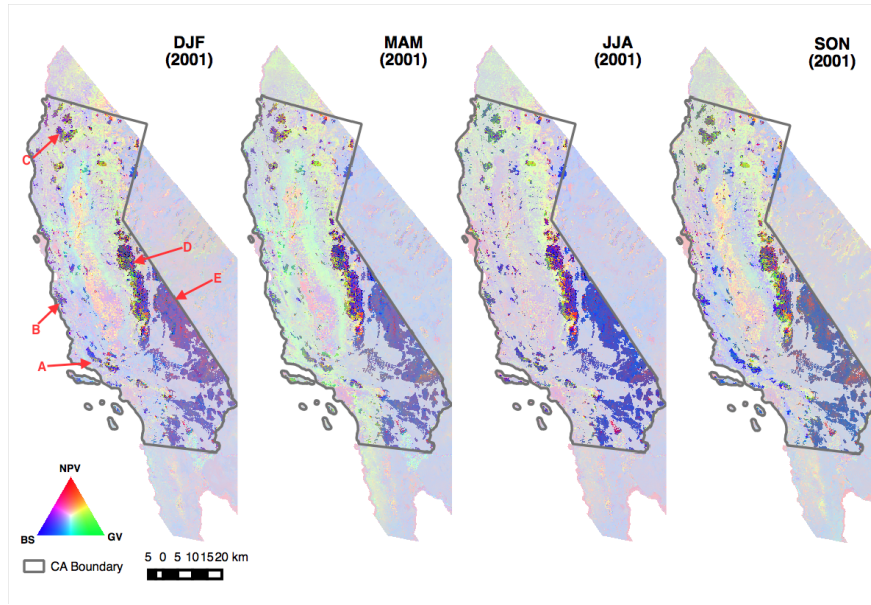 DJF
(2001)
MAM
(2001)
JJA
(2001)
SON
(2001)
C
D
E
B
A
NPV
BS
GV
CA Boundary
5 0 5 10 15 20 km